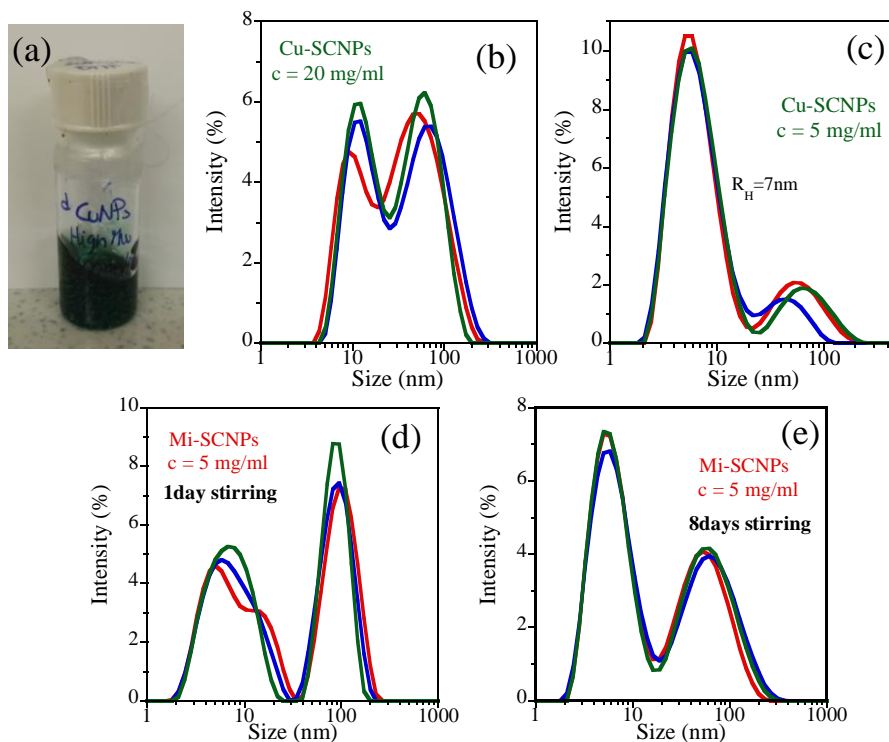 (a)
d CuNPs
High Mw
(b)
Cu-SCNPs
c = 20 mg/ml
8
6
4
2
0
Intensity (%)
1 10 100 1000
Size (nm)
(c)
Cu-SCNPs
c = 5 mg/ml
R_H=7nm
10
8
6
4
2
0
Intensity (%)
1 10 100
Size (nm)
(d)
Mi-SCNPs
c = 5 mg/ml
1day stirring
10
8
6
4
2
0
Intensity (%)
1 10 100 1000
Size (nm)
(e)
Mi-SCNPs
c = 5 mg/ml
8days stirring
8
6
4
2
0
Intensity (%)
1 10 100 1000
Size (nm)